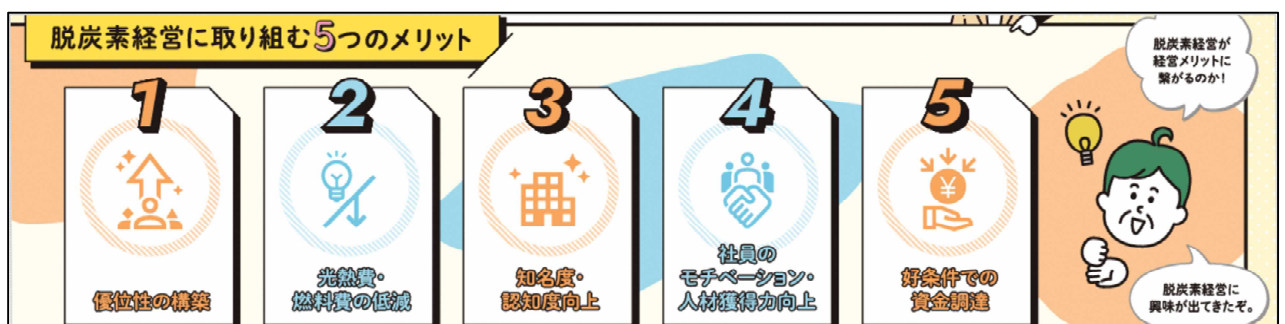 脱炭素経営に取り組む5つのメリット
脱炭素経営が
経営メリットに
繋がるのか!
1
優位性の構築
2
光熱費・
燃料費の低減
3
知名度・
認知度向上
4
社員の
モチベーション・
人材獲得力向上
5
¥
好条件での
資金調達
脱炭素経営に
興味が出てきたぞ。